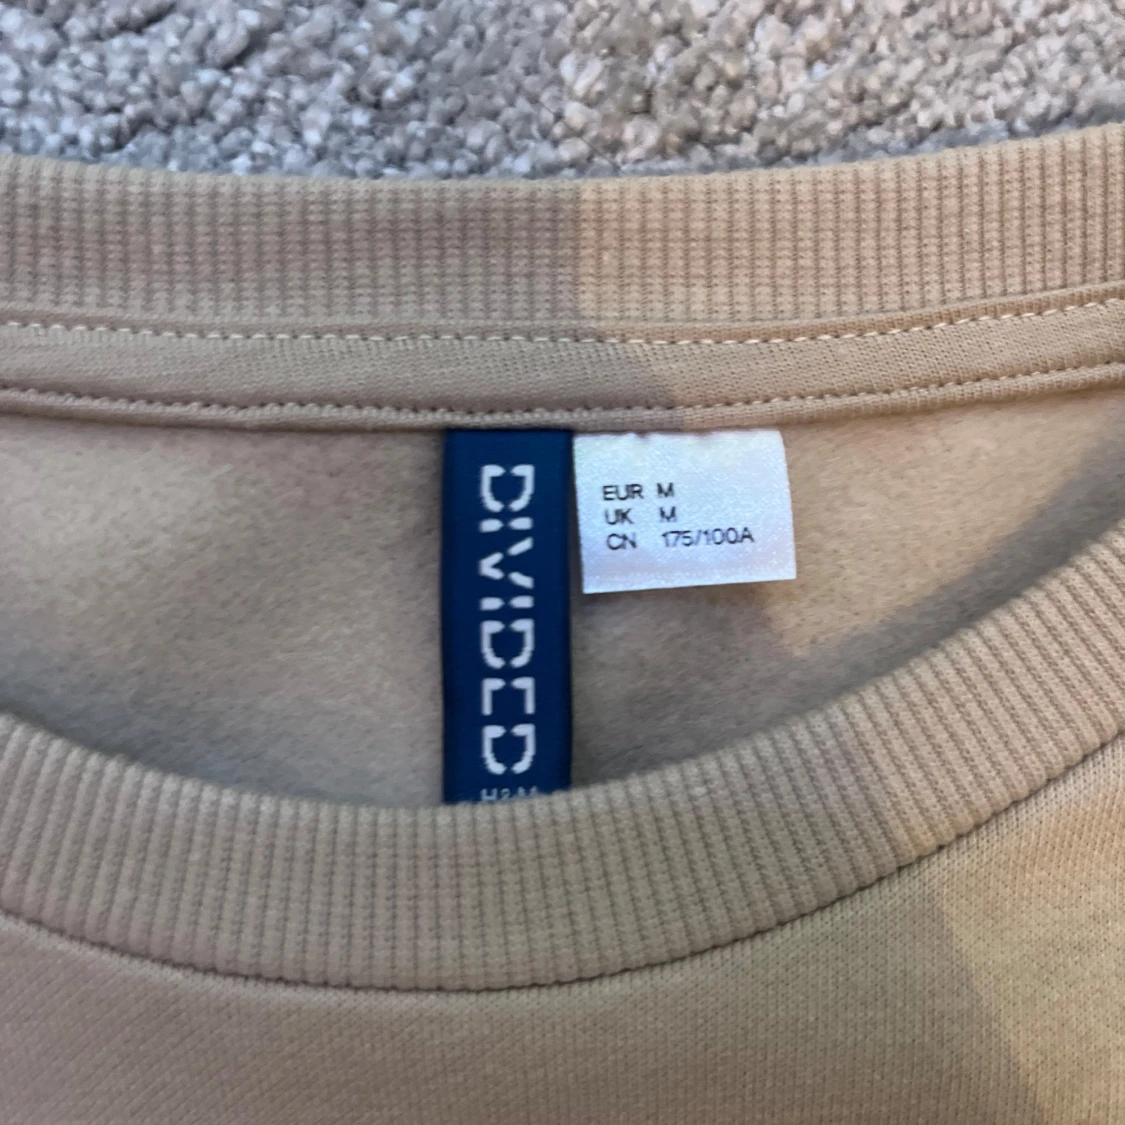 DIVIDED
EUR M
UK M
CN 175/100A